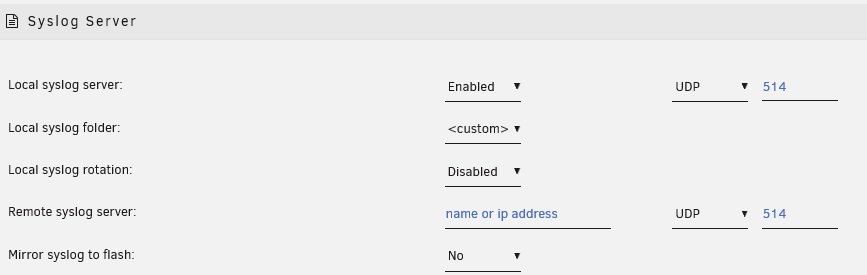 Syslog Server
Local syslog server: Enabled UDP 514
Local syslog folder: <custom>
Local syslog rotation: Disabled
Remote syslog server: name or ip address UDP 514
Mirror syslog to flash: No